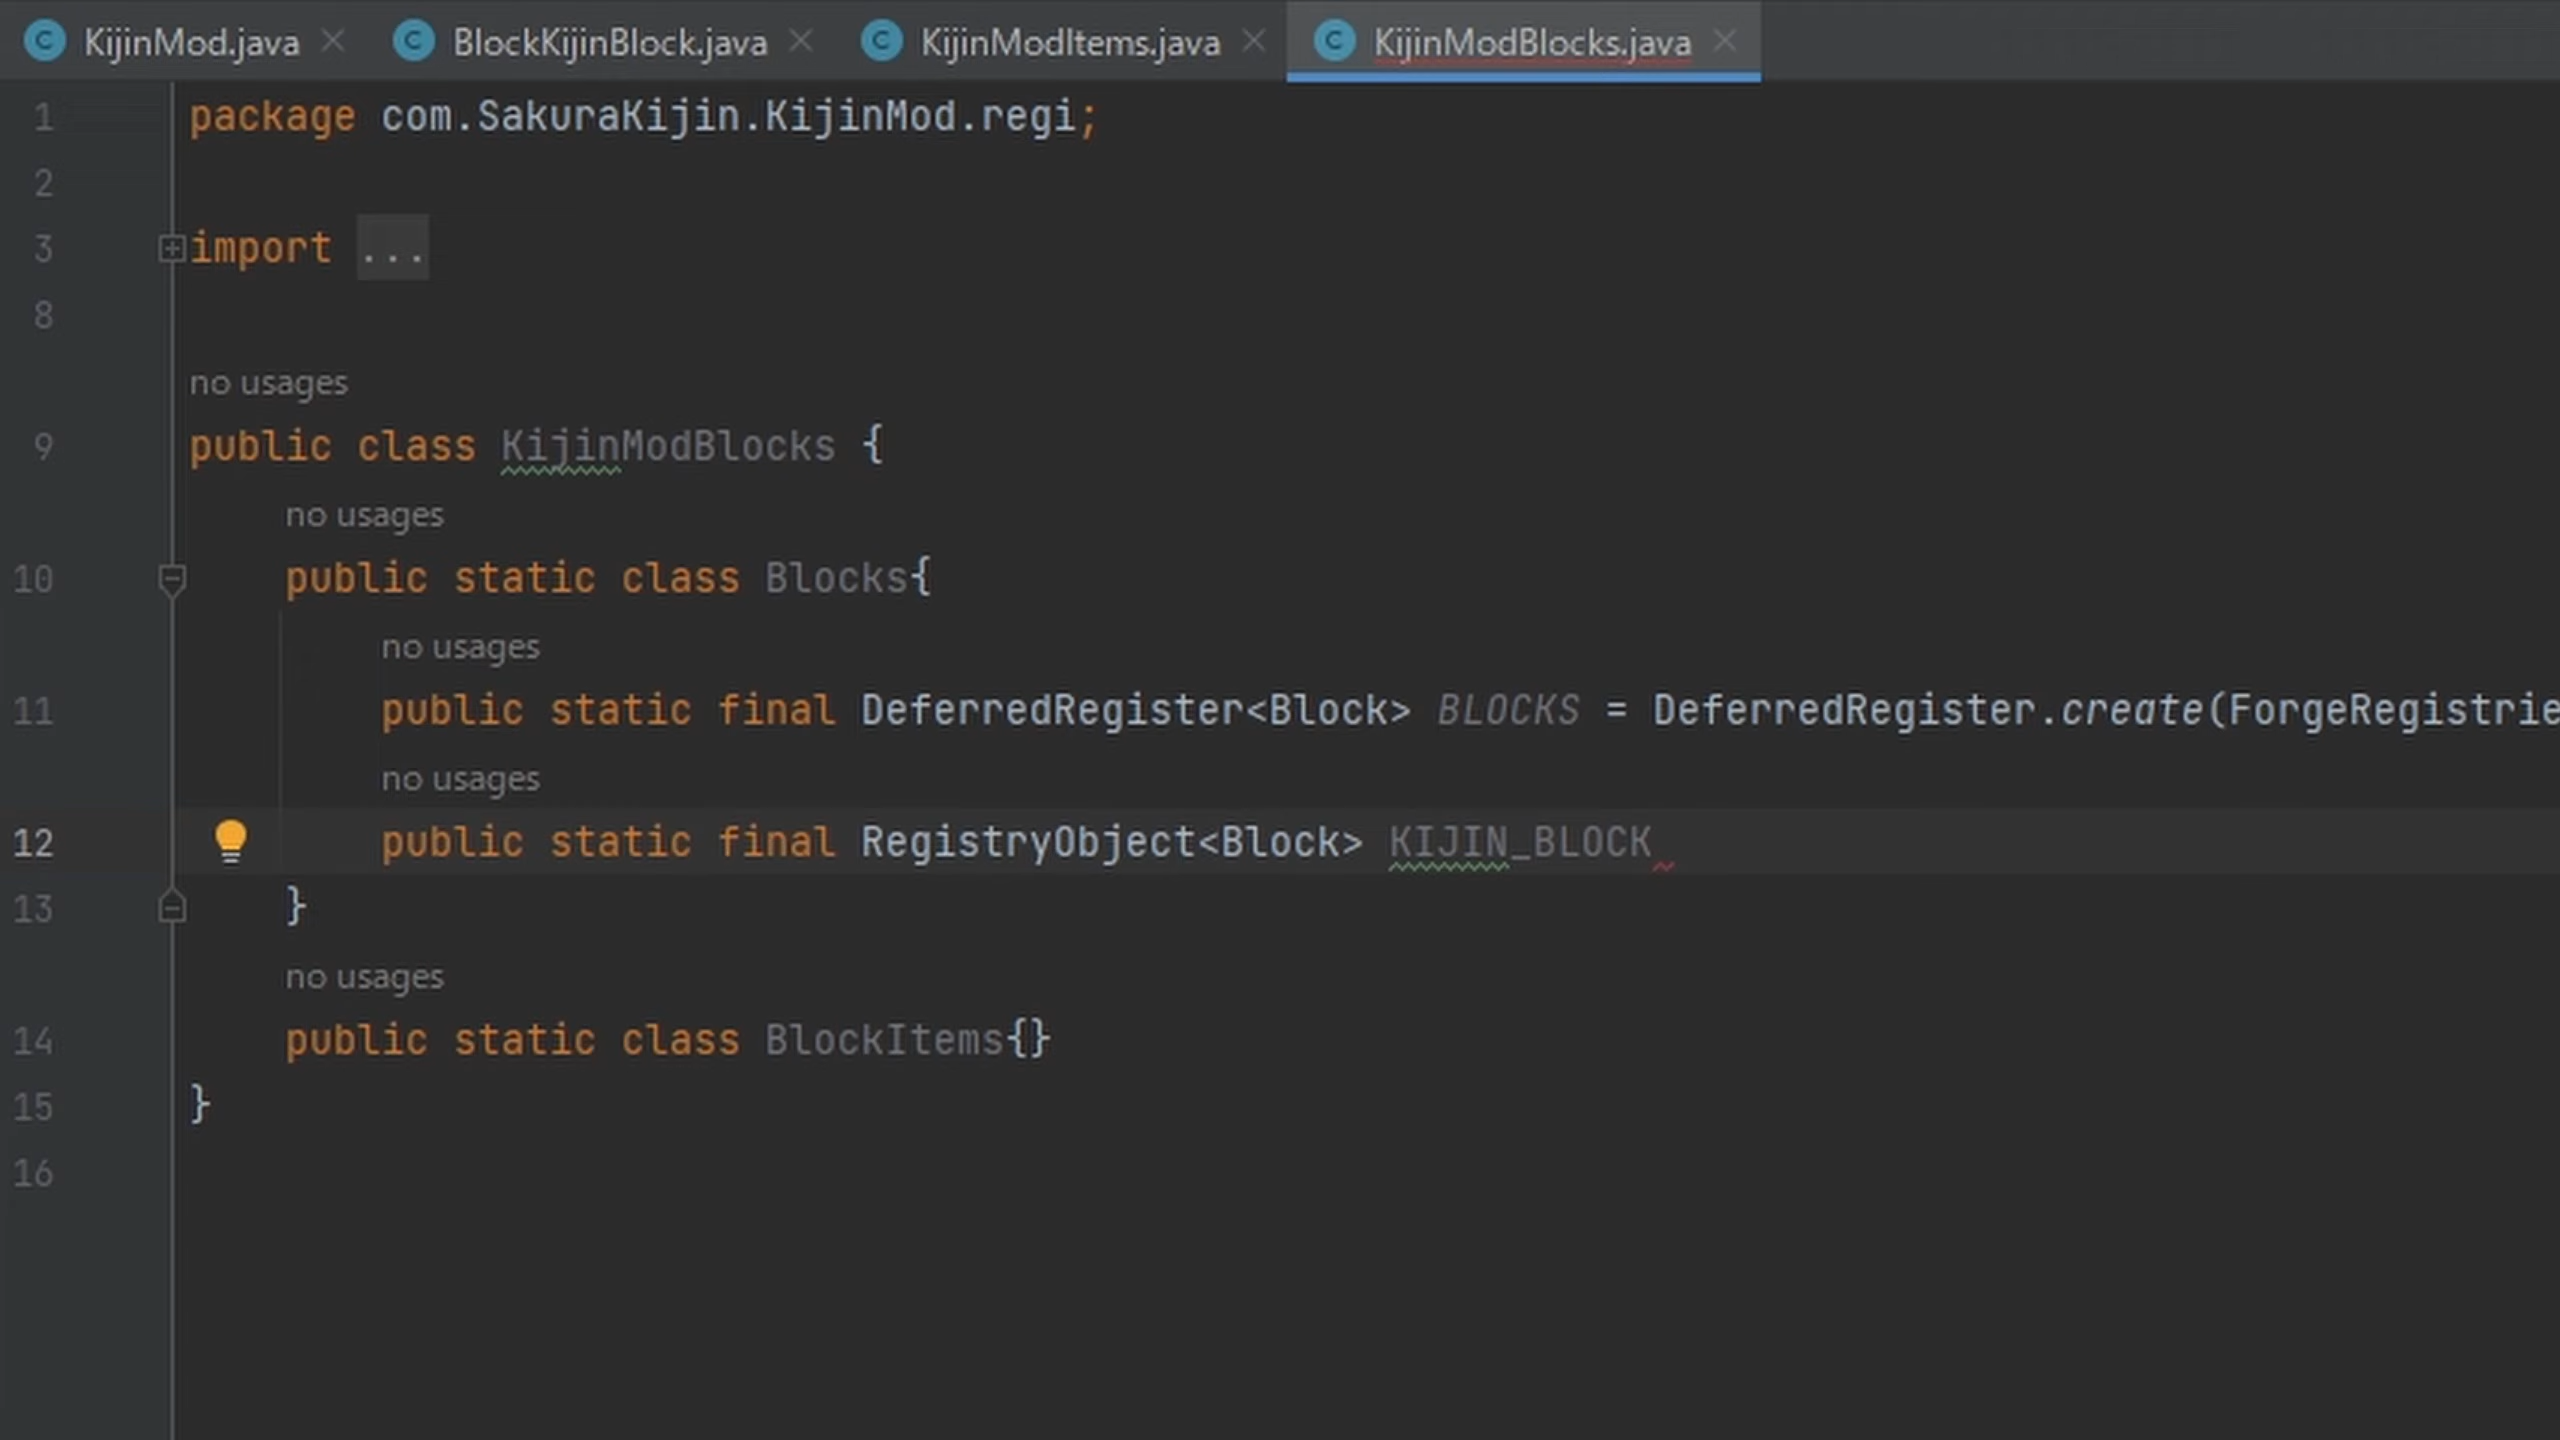 KijinMod.java BlockKijinBlock.java KijinModItems.java KijinModBlocks.java
1 package com.SakuraKijin.KijinMod.regi;
2
3 import ...
8
no usages
9 public class KijinModBlocks {
no usages
10 public static class Blocks{
no usages
11 public static final DeferredRegister<Block> BLOCKS = DeferredRegister.create(ForgeRegistrie
no usages
12 public static final RegistryObject<Block> KIJIN_BLOCK
13 }
no usages
14 public static class BlockItems{}
15 }
16